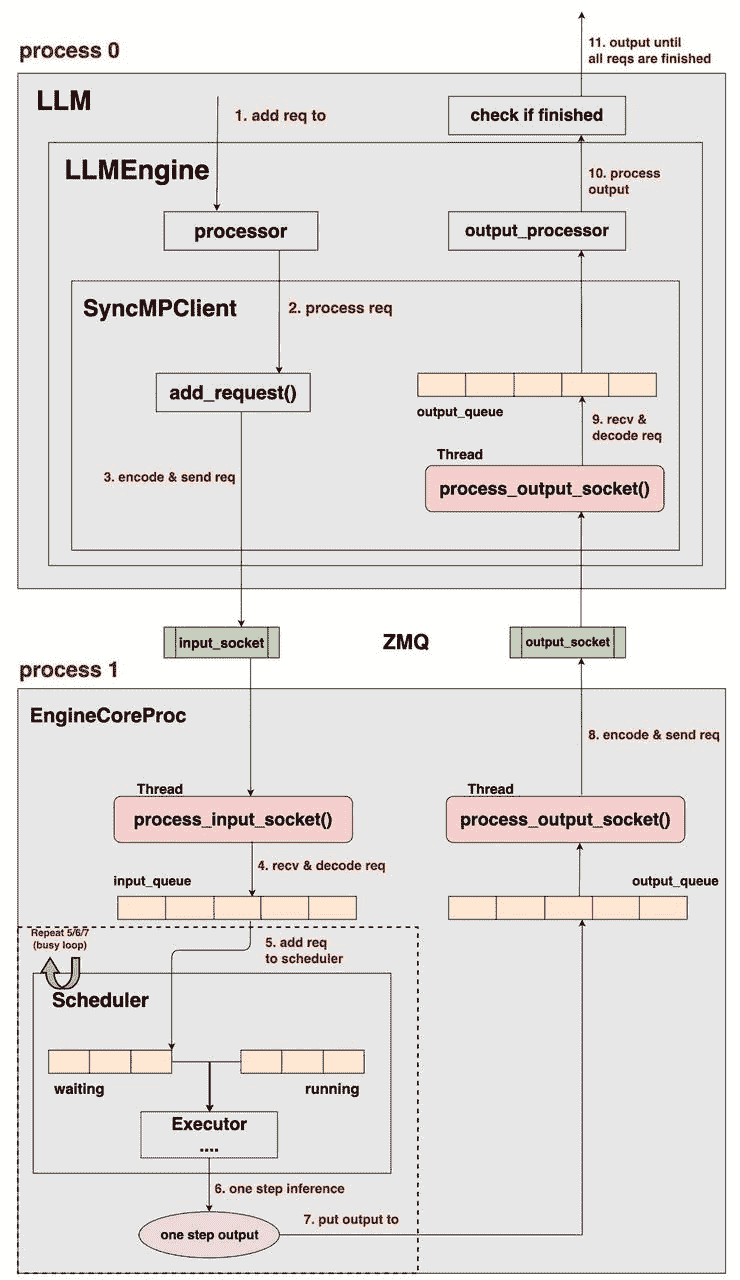 process 0
11. output until
all reqs are finished
LLM
check if finished
1. add req to
LLMEngine
10. process
output
processor
output_processor
SyncMPClient
2. process req
add_request()
output_queue
9. recv &
decode req
Thread
3. encode & send req
process_output_socket()
input_socket
ZMQ
output_socket
process 1
EngineCoreProc
8. encode & send req
Thread
process_input_socket()
Thread
process_output_socket()
4. recv & decode req
input_queue
output_queue
Repeat 5/6/7
(busy loop)
5. add req
to scheduler
Scheduler
waiting
running
Executor
....
6. one step inference
one step output
7. put output to